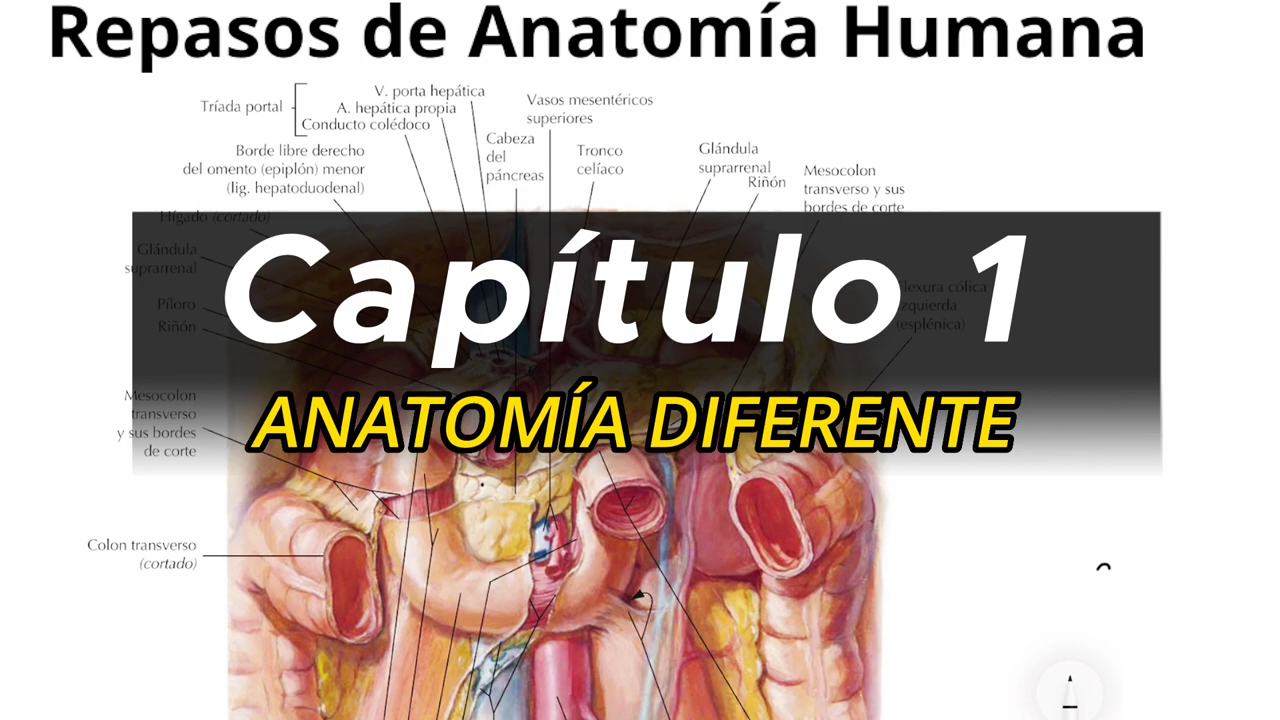 Repasos de Anatomía Humana
V. porta hepática
Tríada portal
A. hepática propia
Conducto colédoco
Vasos mesentéricos
superiores
Cabeza
del
páncreas
Borde libre derecho
del omento (epiplón) menor
(lig. hepatoduodenal)
Tronco
celíaco
Glándula
suprarrenal
Riñón
Mesocolon
transverso y sus
bordes de corte
Hígado (cortado)
Glándula
suprarrenal
Píloro
Riñón
Capítulo 1
cólica
izquierda
(esplénica)
ANATOMÍA DIFERENTE
Mesocolon
transverso
y sus bordes
de corte
Colon transverso
(cortado)